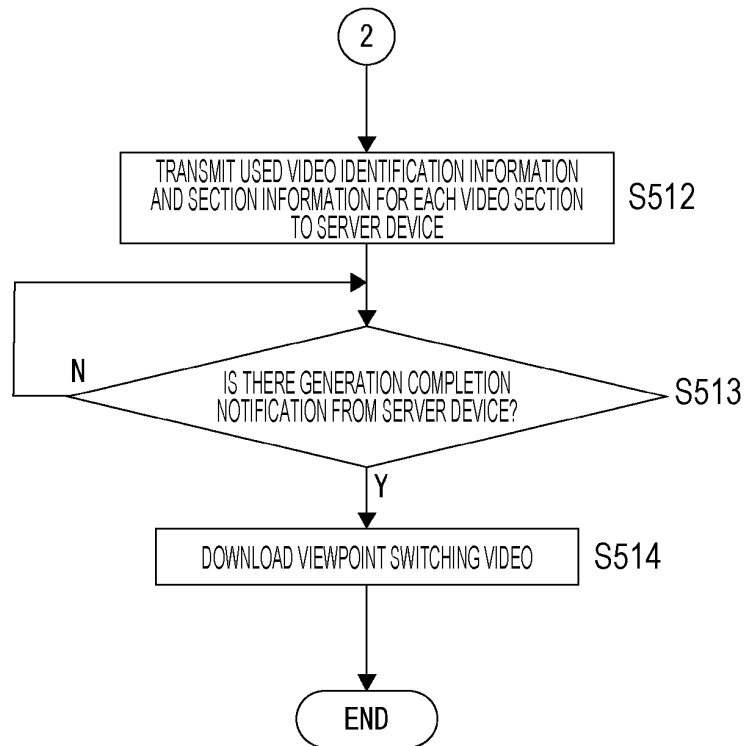 2
TRANSMIT USED VIDEO IDENTIFICATION INFORMATION
AND SECTION INFORMATION FOR EACH VIDEO SECTION
TO SERVER DEVICE
S512
N
IS THERE GENERATION COMPLETION
NOTIFICATION FROM SERVER DEVICE?
S513
Y
DOWNLOAD VIEWPOINT SWITCHING VIDEO
S514
END